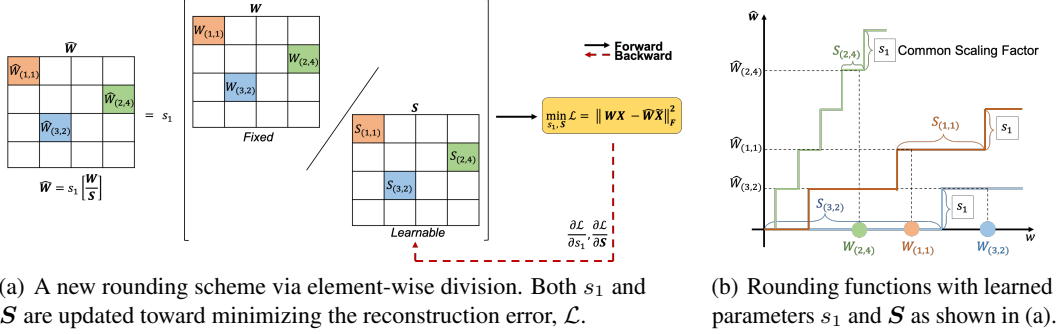 Ŵ
Ŵ(1,1)
Ŵ(2,4)
Ŵ(3,2)
Ŵ = s₁ [W/S]
= s₁
W
W(1,1)
W(2,4)
W(3,2)
Fixed
S
S(1,1)
S(2,4)
S(3,2)
Learnable
Forward
Backward
min s₁,S ℒ = ‖WX − ŴX̃‖²F
∂ℒ/∂s₁, ∂ℒ/∂S
(a) A new rounding scheme via element-wise division. Both s₁ and
S are updated toward minimizing the reconstruction error, ℒ.
ŵ
S(2,4)
s₁ Common Scaling Factor
Ŵ(2,4)
S(1,1)
s₁
Ŵ(1,1)
Ŵ(3,2)
S(3,2)
s₁
W(2,4)
W(1,1)
W(3,2)
w
(b) Rounding functions with learned
parameters s₁ and S as shown in (a).